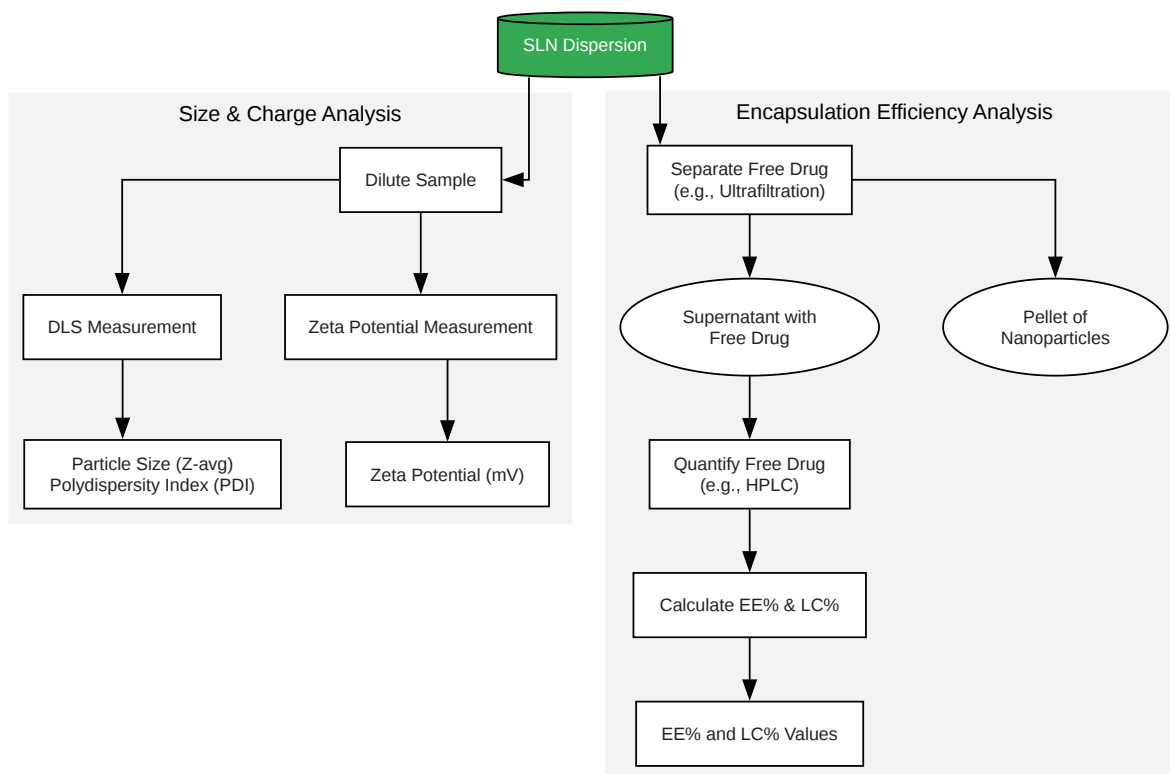 SLN Dispersion
Size & Charge Analysis
Dilute Sample
DLS Measurement
Zeta Potential Measurement
Particle Size (Z-avg)
Polydispersity Index (PDI)
Zeta Potential (mV)
Encapsulation Efficiency Analysis
Separate Free Drug
(e.g., Ultrafiltration)
Supernatant with
Free Drug
Pellet of
Nanoparticles
Quantify Free Drug
(e.g., HPLC)
Calculate EE% & LC%
EE% and LC% Values